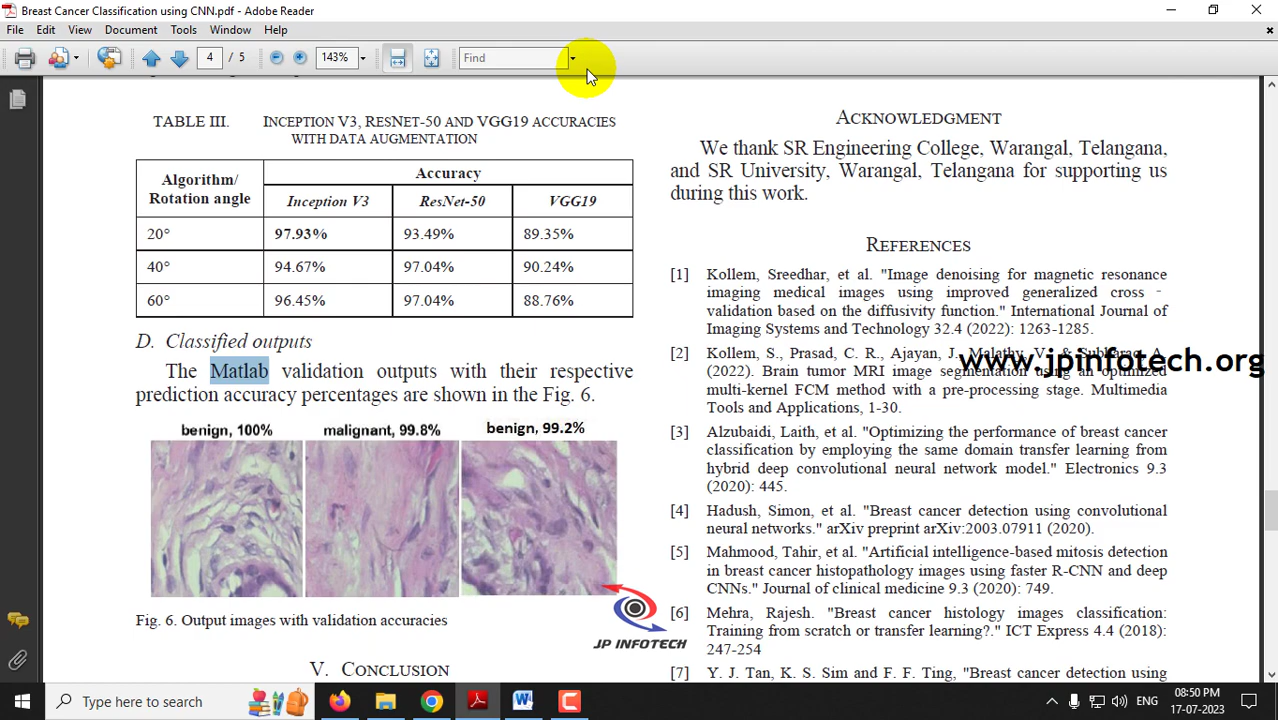 Breast Cancer Classification using CNN.pdf - Adobe Reader
File Edit View Document Tools Window Help
4 / 5 143% Find
TABLE III. INCEPTION V3, RESNET-50 AND VGG19 ACCURACIES
WITH DATA AUGMENTATION
Algorithm/
Rotation angle
Accuracy
Inception V3 ResNet-50 VGG19
20° 97.93% 93.49% 89.35%
40° 94.67% 97.04% 90.24%
60° 96.45% 97.04% 88.76%
D. Classified outputs
The Matlab validation outputs with their respective
prediction accuracy percentages are shown in the Fig. 6.
benign, 100% malignant, 99.8% benign, 99.2%
JP INFOTECH
Fig. 6. Output images with validation accuracies
V. CONCLUSION
ACKNOWLEDGMENT
We thank SR Engineering College, Warangal, Telangana,
and SR University, Warangal, Telangana for supporting us
during this work.
REFERENCES
[1] Kollem, Sreedhar, et al. "Image denoising for magnetic resonance
imaging medical images using improved generalized cross -
validation based on the diffusivity function." International Journal of
Imaging Systems and Technology 32.4 (2022): 1263-1285.
[2] Kollem, S., Prasad, C. R., Ajayan, J., Malathy, V., & Subbarao, A.
www.jpinfotech.org
(2022). Brain tumor MRI image segmentation using an optimized
multi-kernel FCM method with a pre-processing stage. Multimedia
Tools and Applications, 1-30.
[3] Alzubaidi, Laith, et al. "Optimizing the performance of breast cancer
classification by employing the same domain transfer learning from
hybrid deep convolutional neural network model." Electronics 9.3
(2020): 445.
[4] Hadush, Simon, et al. "Breast cancer detection using convolutional
neural networks." arXiv preprint arXiv:2003.07911 (2020).
[5] Mahmood, Tahir, et al. "Artificial intelligence-based mitosis detection
in breast cancer histopathology images using faster R-CNN and deep
CNNs." Journal of clinical medicine 9.3 (2020): 749.
[6] Mehra, Rajesh. "Breast cancer histology images classification:
Training from scratch or transfer learning?." ICT Express 4.4 (2018):
247-254
[7] Y. J. Tan, K. S. Sim and F. F. Ting, "Breast cancer detection using
Type here to search
ENG
08:50 PM
17-07-2023